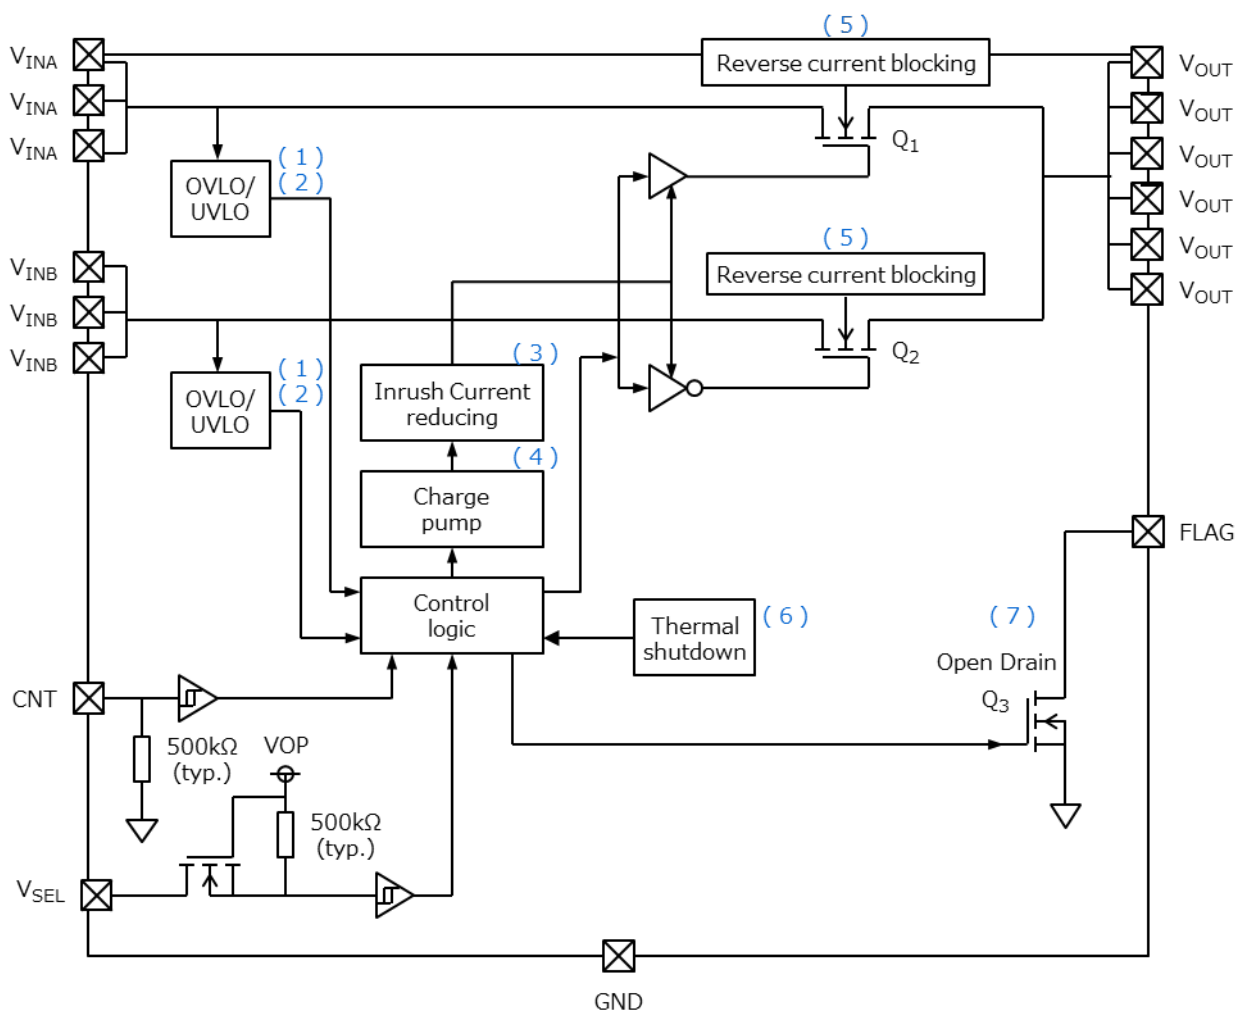 ( 5 )
VINA
Reverse current blocking
VOUT
VINA
VOUT
VINA
Q1
VOUT
( 1 )
OVLO/
UVLO
( 2 )
VOUT
( 5 )
VOUT
VINB
Reverse current blocking
VOUT
VINB
VINB
Q2
( 1 )
OVLO/
UVLO
( 2 )
( 3 )
Inrush Current
reducing
( 4 )
Charge
pump
FLAG
Control
logic
Thermal
shutdown
( 6 )
( 7 )
Open Drain
CNT
Q3
500kΩ
(typ.)
VOP
500kΩ
(typ.)
VSEL
GND